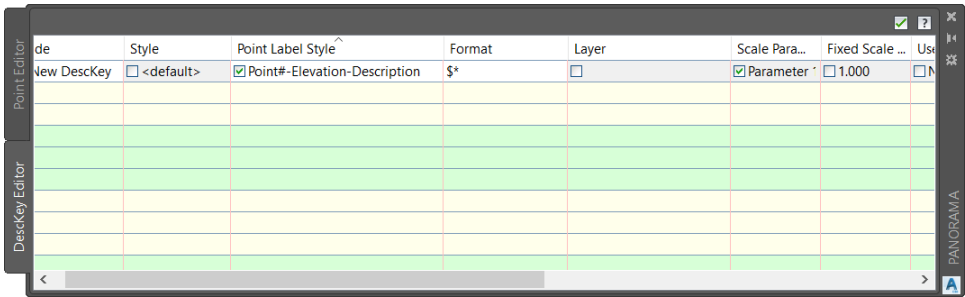 Point Editor
DescKey Editor
de Style Point Label Style Format Layer Scale Para... Fixed Scale ... Use
New DescKey <default> Point#-Elevation-Description $* Parameter 1.000 N
PANORAMA